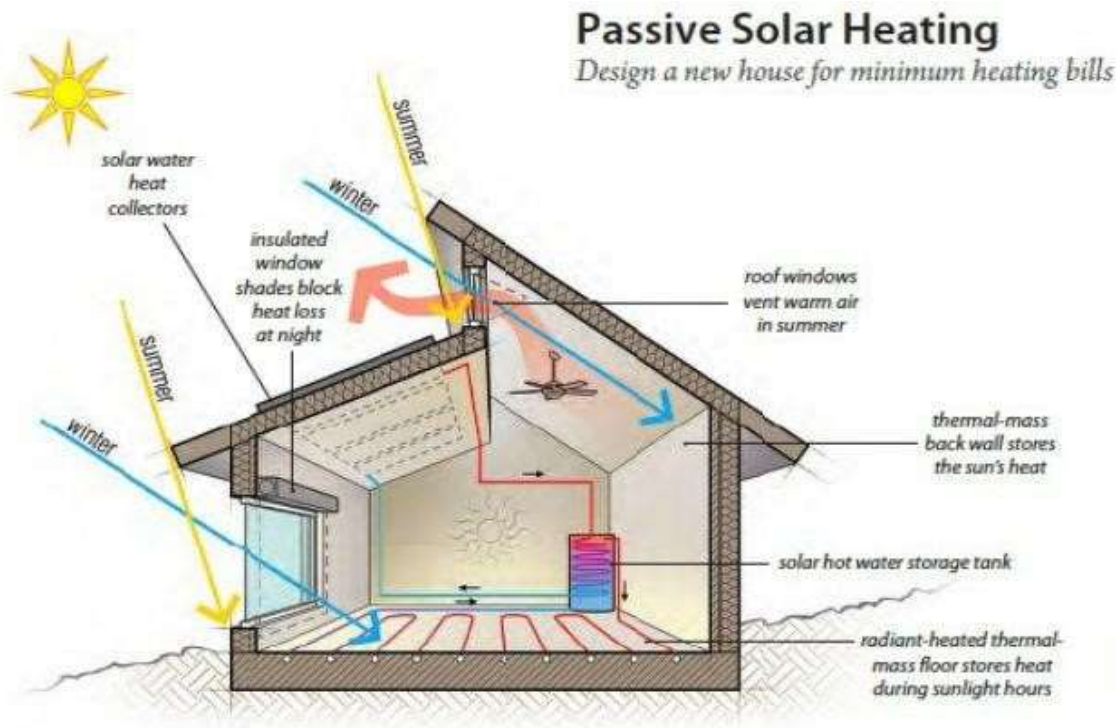 Passive Solar Heating
Design a new house for minimum heating bills
summer
solar water
heat
collectors
winter
insulated
window
shades block
heat loss
at night
roof windows
vent warm air
in summer
summer
winter
thermal-mass
back wall stores
the sun's heat
solar hot water storage tank
radiant-heated thermal-
mass floor stores heat
during sunlight hours